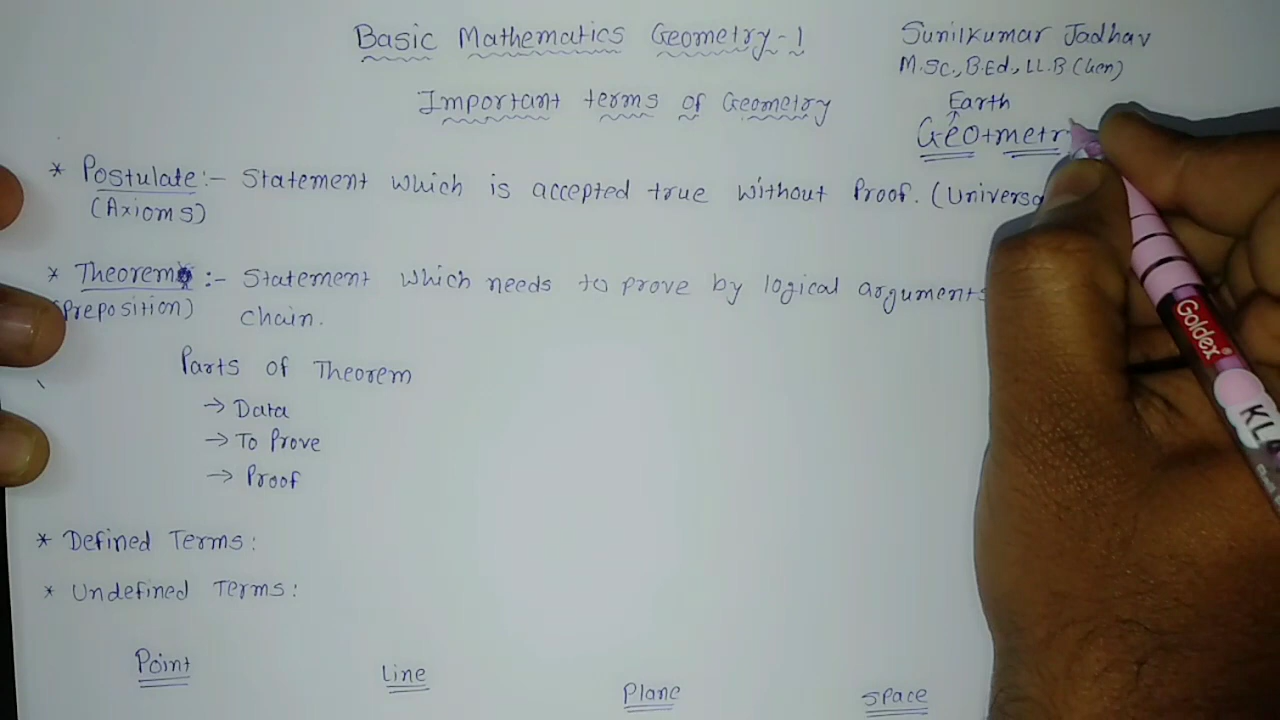 Basic Mathematics Geometry-1
Sunilkumar Jadhav
M.Sc., B.Ed., LL.B
Important terms of Geometry
Earth
Geo+metr
* Postulate :- Statement which is accepted true without Proof. (Universa
(Axioms)
* Theorem :- Statement which needs to prove by logical arguments
(Preposition) chain.
Parts of Theorem
→ Data
→ To Prove
→ Proof
* Defined Terms:
* Undefined Terms:
Point Line Plane Space
Goldex
KL